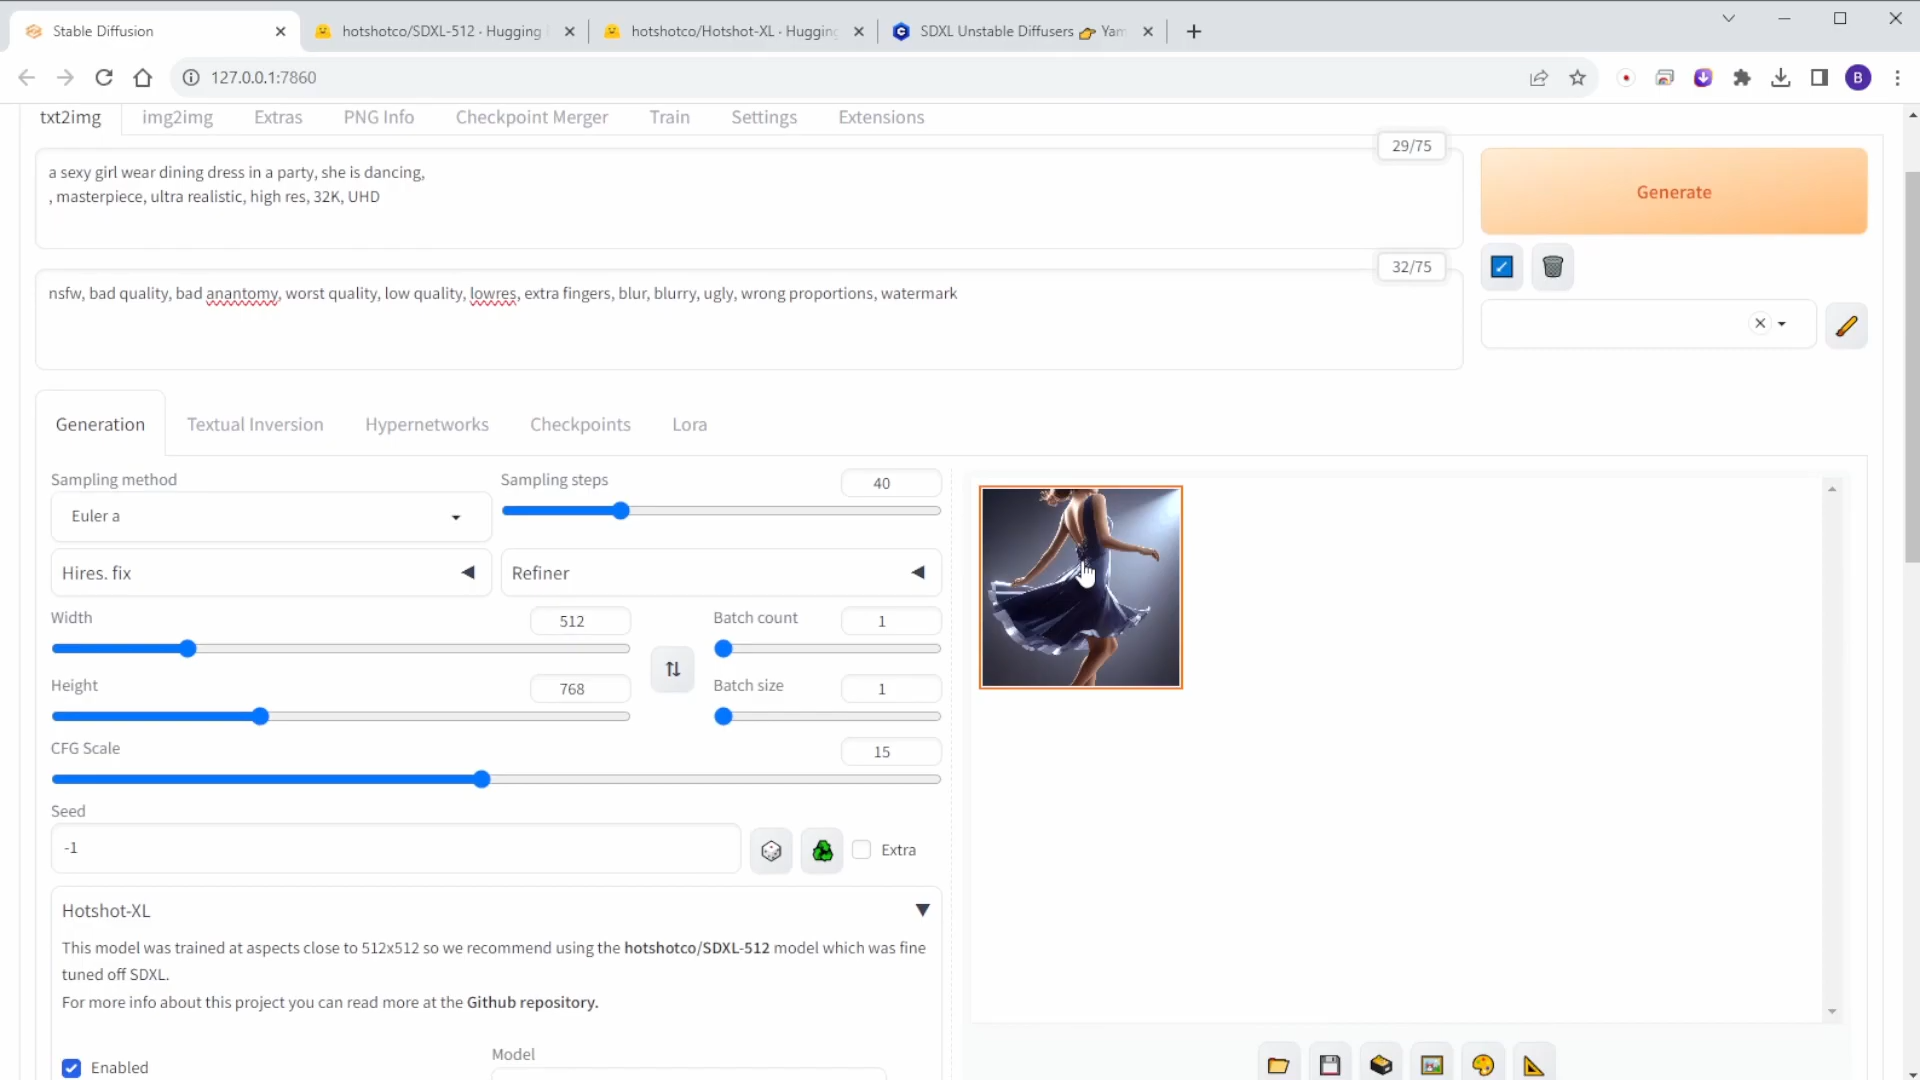 Stable Diffusion
hotshotco/SDXL-512 · Hugging
hotshotco/Hotshot-XL · Hugging
SDXL Unstable Diffusers 👉 Yam
127.0.0.1:7860
B
txt2img
img2img
Extras
PNG Info
Checkpoint Merger
Train
Settings
Extensions
29/75
a sexy girl wear dining dress in a party, she is dancing,
, masterpiece, ultra realistic, high res, 32K, UHD
Generate
32/75
nsfw, bad quality, bad anantomy, worst quality, low quality, lowres, extra fingers, blur, blurry, ugly, wrong proportions, watermark
Generation
Textual Inversion
Hypernetworks
Checkpoints
Lora
Sampling method
Euler a
Sampling steps
40
Hires. fix
Refiner
Width
512
Batch count
1
Height
768
Batch size
1
CFG Scale
15
Seed
-1
Extra
Hotshot-XL
This model was trained at aspects close to 512x512 so we recommend using the hotshotco/SDXL-512 model which was fine
tuned off SDXL.
For more info about this project you can read more at the Github repository.
Enabled
Model